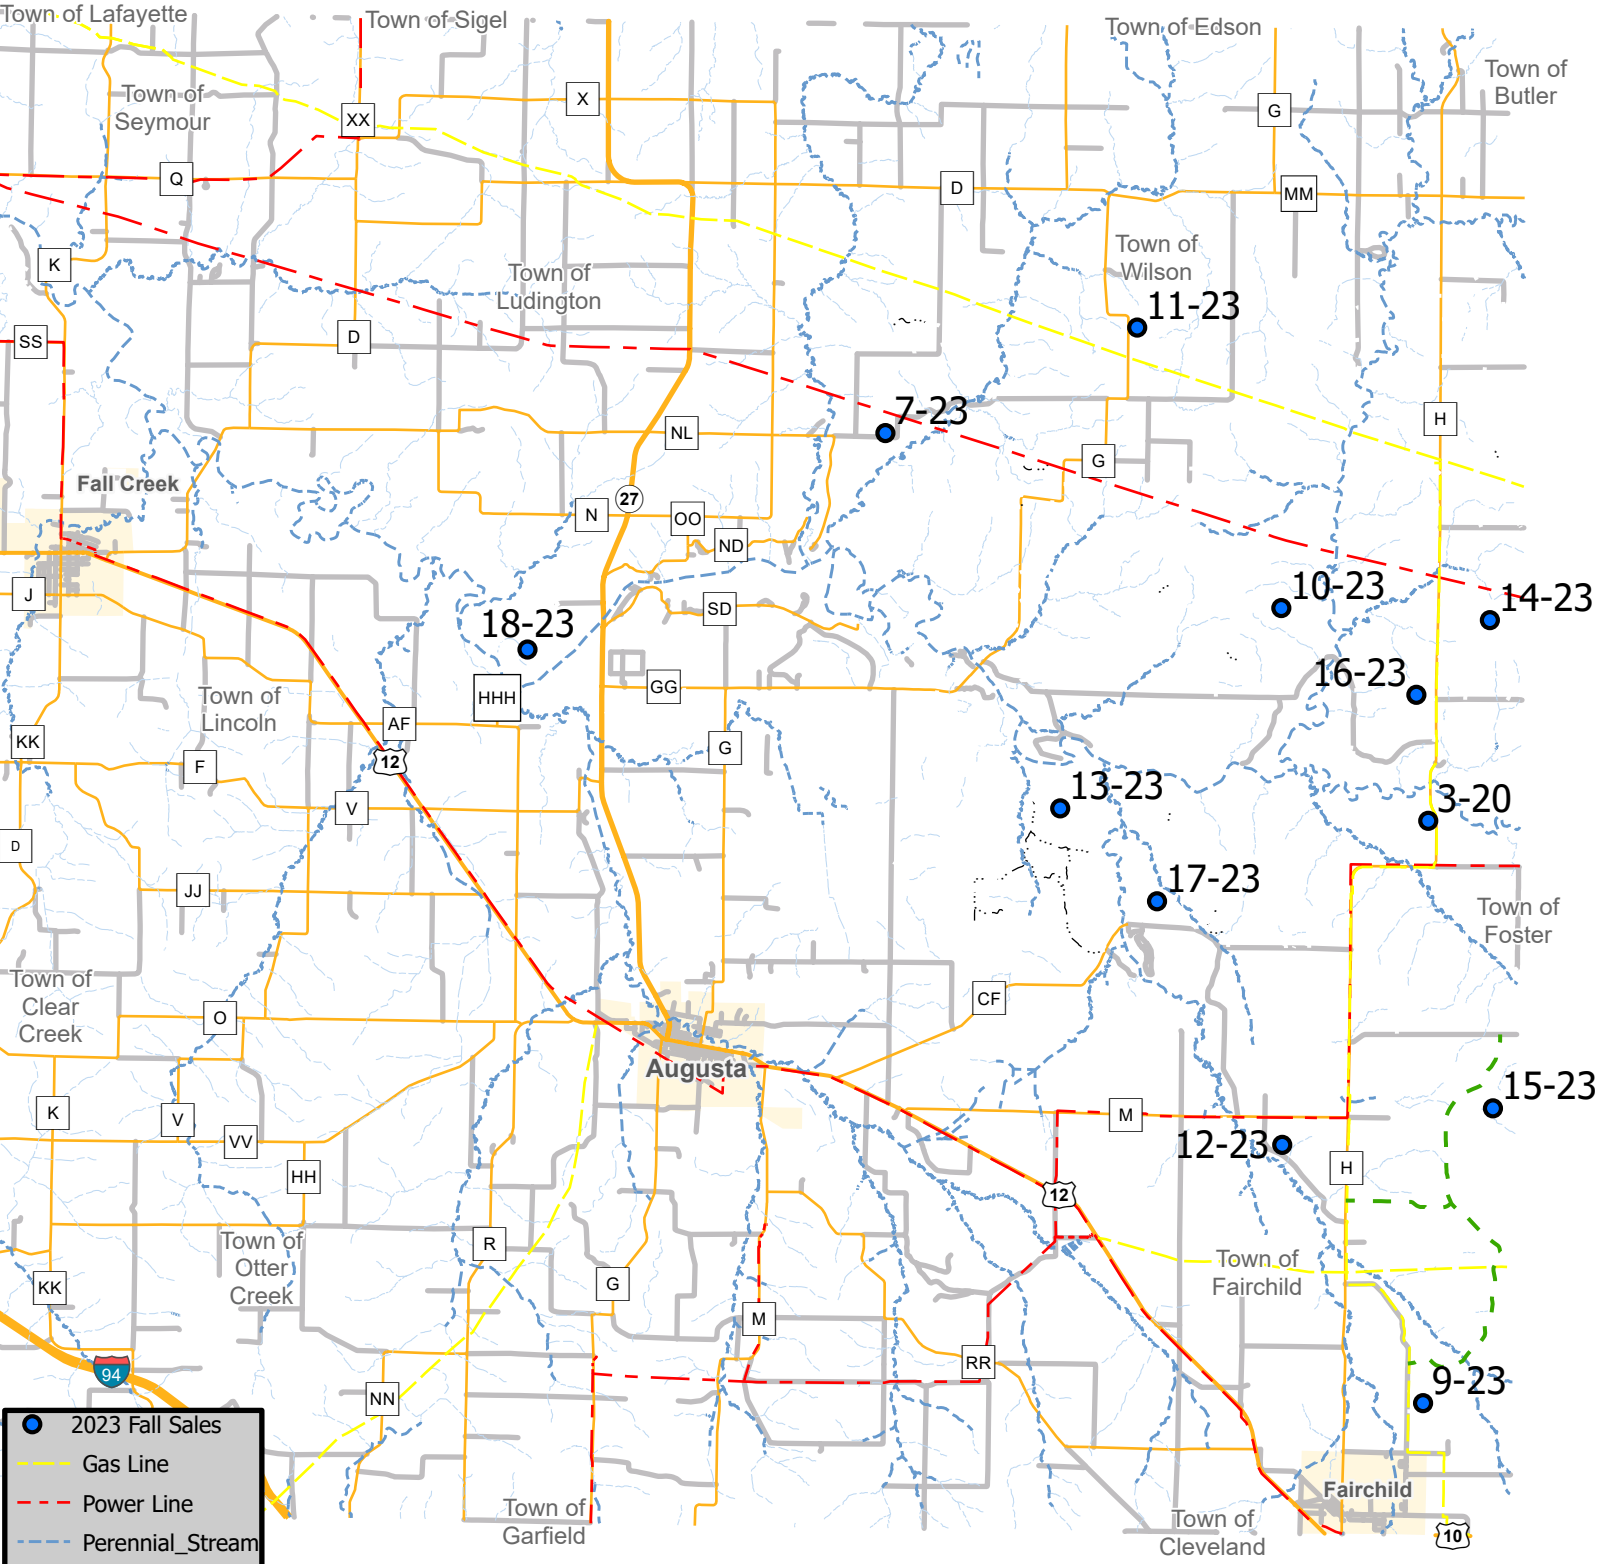 Town of Lafayette
Town of Sigel
Town of Edson
Town of
Butler
Town of
Seymour
XX
X
G
Q
D
MM
K
Town of
Ludington
Town of
Wilson
11-23
SS
D
7-23
NL
H
G
Fall Creek
27
N
OO
ND
J
SD
18-23
10-23
14-23
16-23
GG
HHH
Town of
Lincoln
AF
KK
12
F
G
V
13-23
3-20
D
JJ
17-23
Town of
Foster
Town of
Clear
Creek
O
CF
Augusta
15-23
K
V
VV
M
12-23
HH
H
12
Town of
Otter
Creek
R
Town of
Fairchild
KK
G
M
RR
94
NN
9-23
2023 Fall Sales
Gas Line
Power Line
Perennial_Stream
Town of
Garfield
Fairchild
Town of
Cleveland
10